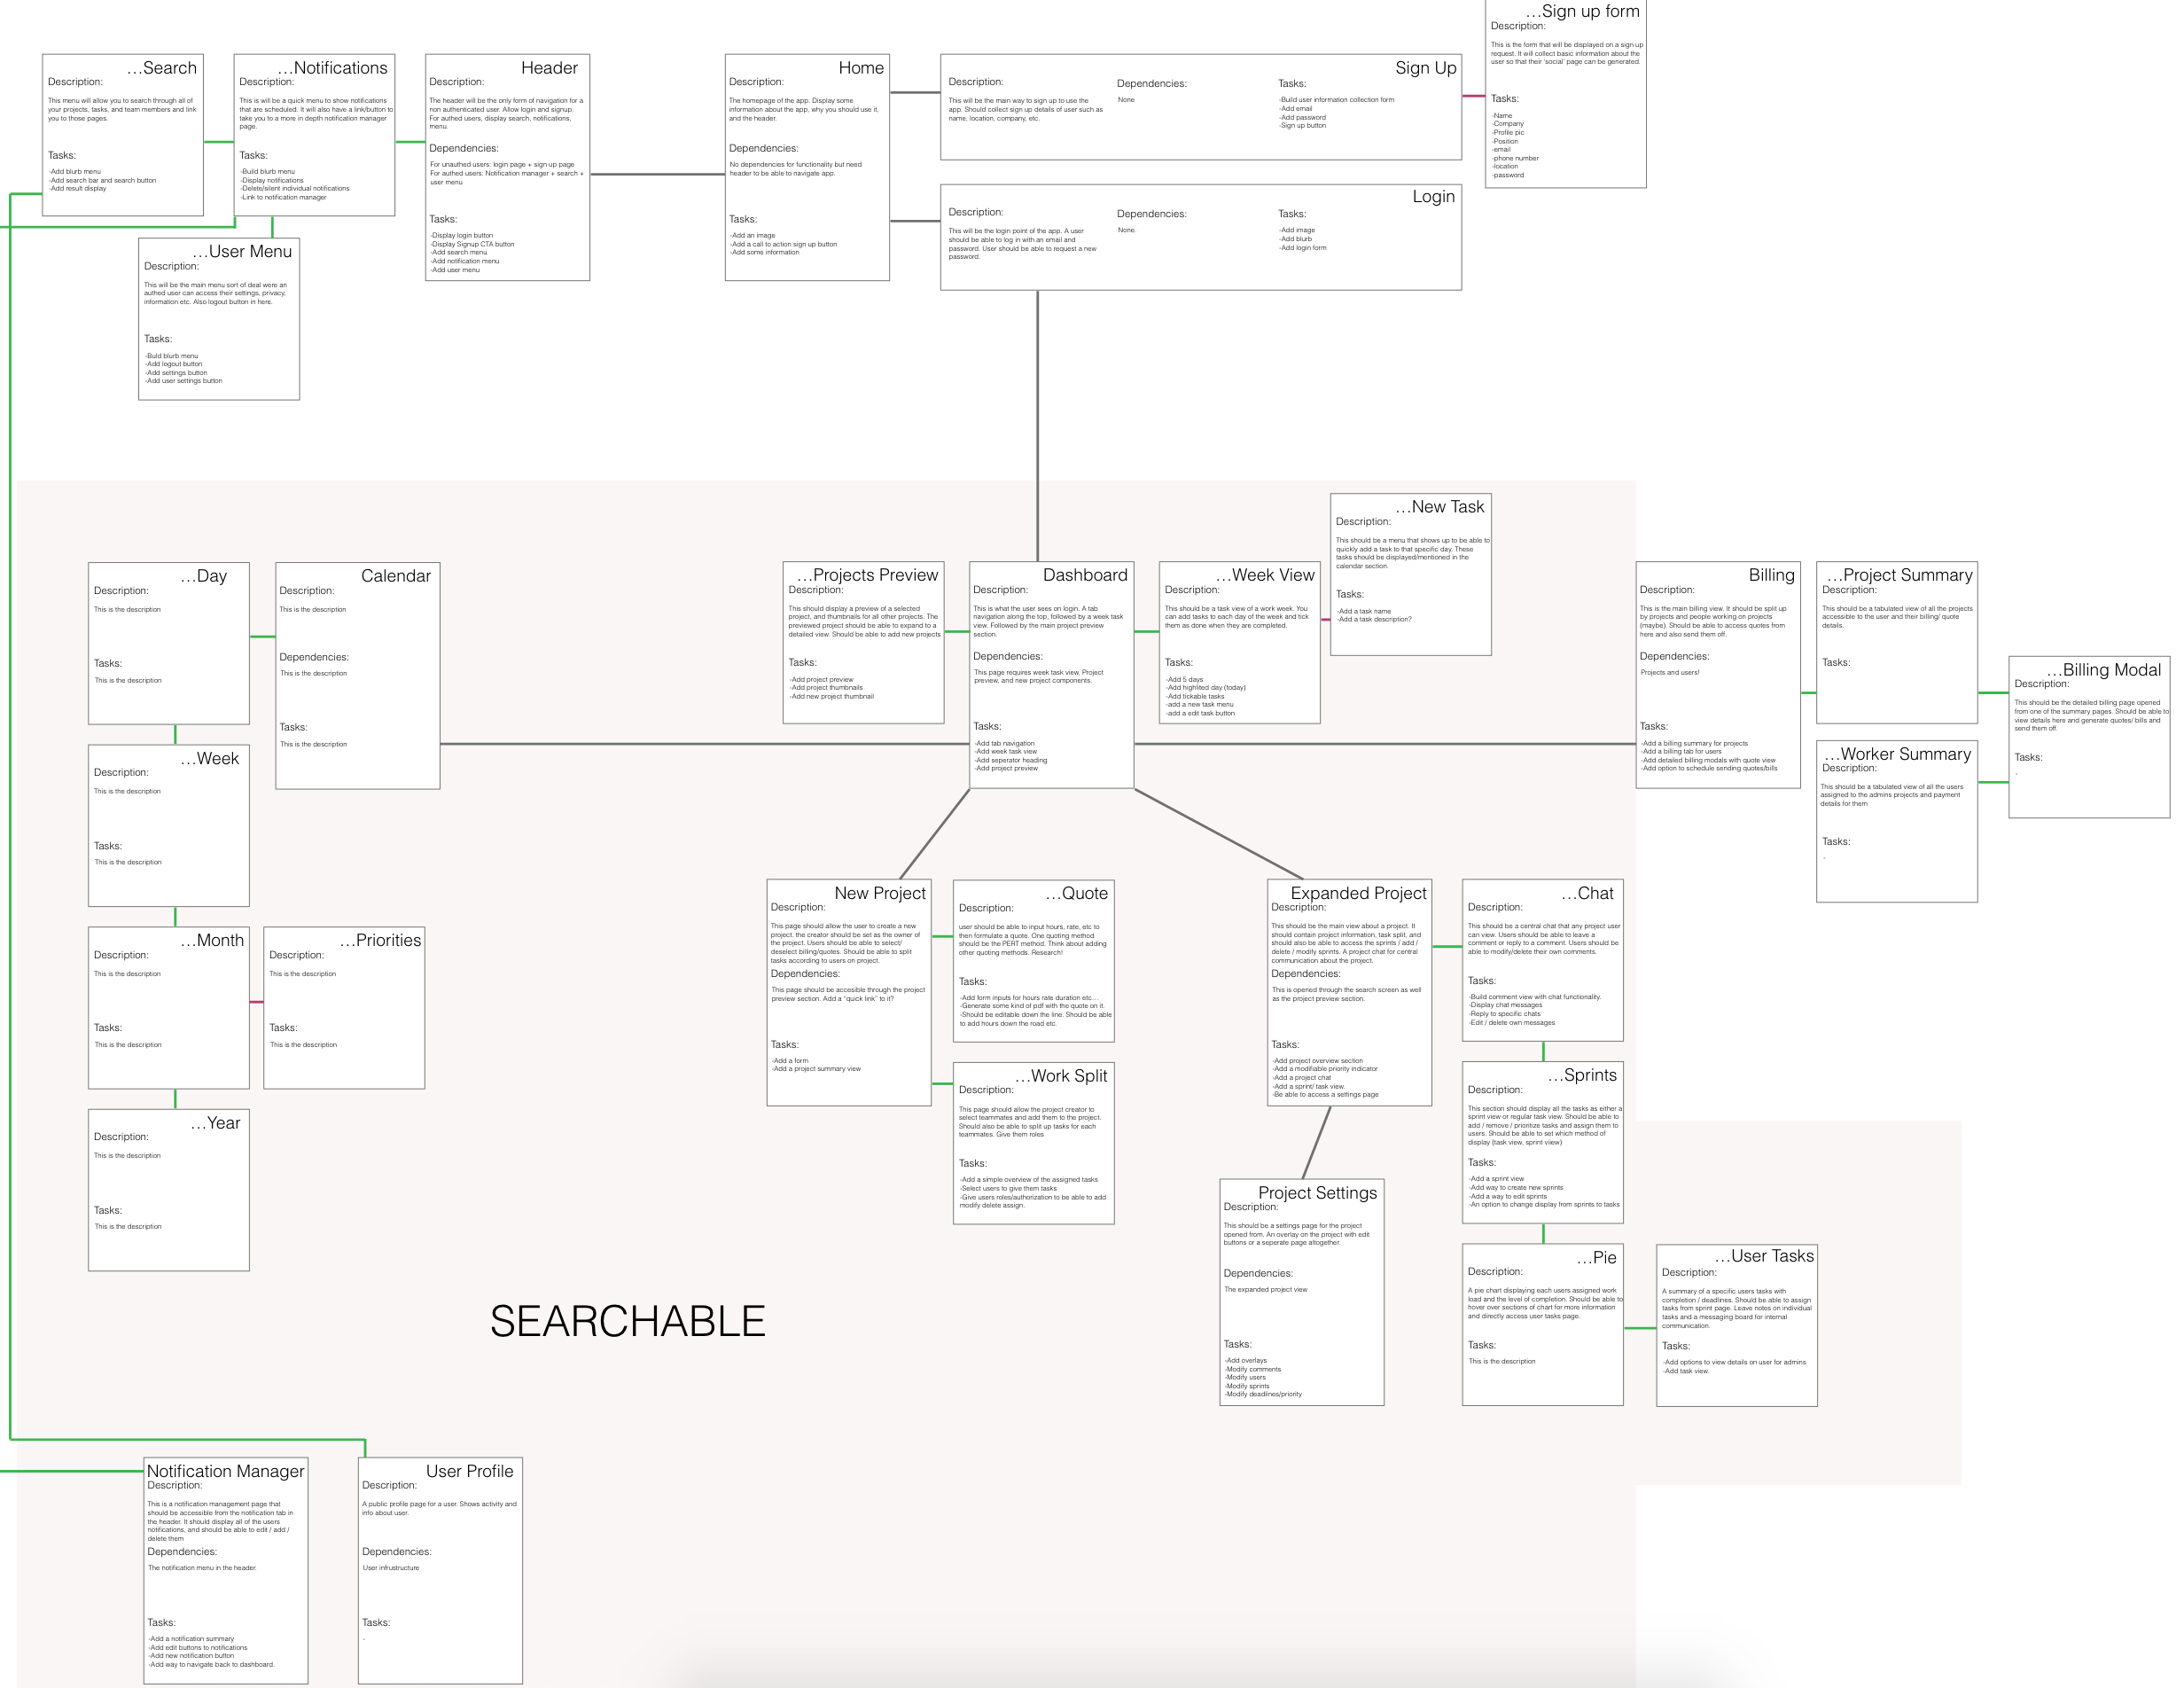 ...Sign up form
Description:
This is the form that will be displayed on a sign up
request. It will collect basic information about the
user so that their 'social' page can be generated.
Tasks:
-Name
-Company
-Profile pic
-Position
-email
-phone number
-location
-password
...Search
Description:
This menu will allow you to search through all of
your projects, tasks, and team members and link
you to those pages.
Tasks:
-Add blurb menu
-Add search bar and search button
-Add result display
...Notifications
Description:
This is will be a quick menu to show notifications
that are scheduled. It will also have a link/button to
take you to a more in depth notification manager
page.
Tasks:
-Build blurb menu
-Display notifications
-Delete/silent individual notifications
-Link to notification manager
Header
Description:
The header will be the only form of navigation for a
non authenticated user. Allow login and signup.
For authed users, display search, notifications,
menu.
Dependencies:
For unauthed users: login page + sign up page
For authed users: Notification manager + search +
user menu
Tasks:
-Display login button
-Display Signup CTA button
-Add search menu
-Add notification menu
-Add user menu
Home
Description:
The homepage of the app. Display some
information about the app, why you should use it,
and the header.
Dependencies:
No dependencies for functionality but need
header to be able to navigate app.
Tasks:
-Add an image
-Add a call to action sign up button
-Add some information
Sign Up
Description:
This will be the main way to sign up to use the
app. Should collect sign up details of user such as
name, location, company, etc.
Dependencies:
None
Tasks:
-Build user information collection form
-Add email
-Add password
-Sign up button
Login
Description:
This will be the login point of the app. A user
should be able to log in with an email and
password. User should be able to request a new
password.
Dependencies:
None.
Tasks:
-Add image
-Add blurb
-Add login form
...User Menu
Description:
This will be the main menu sort of deal were an
authed user can access their settings, privacy,
information etc. Also logout button in here.
Tasks:
-Buld blurb menu
-Add logout button
-Add settings button
-Add user settings button
...New Task
Description:
This should be a menu that shows up to be able to
quickly add a task to that specific day. These
tasks should be displayed/mentioned in the
calendar section.
Tasks:
-Add a task name
-Add a task description?
...Day
Description:
This is the description
Tasks:
This is the description
Calendar
Description:
This is the description
Dependencies:
This is the description
Tasks:
This is the description
...Projects Preview
Description:
This should display a preview of a selected
project, and thumbnails for all other projects. The
previewed project should be able to expand to a
detailed view. Should be able to add new projects
Tasks:
-Add project preview
-Add project thumbnails
-Add new project thumbnail
Dashboard
Description:
This is what the user sees on login. A tab
navigation along the top, followed by a week task
view. Followed by the main project preview
section.
Dependencies:
This page requires week task view, Project
preview, and new project components.
Tasks:
-Add tab navigation
-Add week task view
-Add seperator heading
-Add project preview
...Week View
Description:
This should be a task view of a work week. You
can add tasks to each day of the week and tick
them as done when they are completed.
Tasks:
-Add 5 days
-Add highlited day (today)
-Add tickable tasks
-add a new task menu
-add a edit task button
Billing
Description:
This is the main billing view. It should be split up
by projects and people working on projects
(maybe). Should be able to access quotes from
here and also send them off.
Dependencies:
Projects and users!
Tasks:
-Add a billing summary for projects
-Add a billing tab for users
-Add detailed billing modals with quote view
-Add option to schedule sending quotes/bills
...Project Summary
Description:
This should be a tabulated view of all the projects
accessible to the user and their billing/ quote
details.
Tasks:
...Billing Modal
Description:
This should be the detailed billing page opened
from one of the summary pages. Should be able to
view details here and generate quotes/ bills and
send them off.
Tasks:
-
...Worker Summary
Description:
This should be a tabulated view of all the users
assigned to the admins projects and payment
details for them
Tasks:
-
...Week
Description:
This is the description
Tasks:
This is the description
...Month
Description:
This is the description
Tasks:
This is the description
...Priorities
Description:
This is the description
Tasks:
This is the description
...Year
Description:
This is the description
Tasks:
This is the description
New Project
Description:
This page should allow the user to create a new
project. the creator should be set as the owner of
the project. Users should be able to select/
deselect billing/quotes. Should be able to split
tasks according to users on project.
Dependencies:
This page should be accesible through the project
preview section. Add a "quick link" to it?
Tasks:
-Add a form
-Add a project summary view
...Quote
Description:
user should be able to input hours, rate, etc to
then formulate a quote. One quoting method
should be the PERT method. Think about adding
other quoting methods. Research!
Tasks:
-Add form inputs for hours rate duration etc...
-Generate some kind of pdf with the quote on it.
-Should be editable down the line. Should be able
to add hours down the road etc.
...Work Split
Description:
This page should allow the project creator to
select teammates and add them to the project.
Should also be able to split up tasks for each
teammates. Give them roles
Tasks:
-Add a simple overview of the assigned tasks
-Select users to give them tasks
-Give users roles/authorization to be able to add
modify delete assign.
Expanded Project
Description:
This should be the main view about a project. It
should contain project information, task split, and
should also be able to access the sprints / add /
delete / modify sprints. A project chat for central
communication about the project.
Dependencies:
This is opened through the search screen as well
as the project preview section.
Tasks:
-Add project overview section
-Add a modifiable priority indicator
-Add a project chat
-Add a sprint/ task view.
-Be able to access a settings page
...Chat
Description:
This should be a central chat that any project user
can view. Users should be able to leave a
comment or reply to a comment. Users should be
able to modify/delete their own comments.
Tasks:
-Build comment view with chat functionality.
-Display chat messages
-Reply to specific chats
-Edit / delete own messages
...Sprints
Description:
This section should display all the tasks as either a
sprint view or regular task view. Should be able to
add / remove / prioritize tasks and assign them to
users. Should be able to set which method of
display (task view, sprint view)
Tasks:
-Add a sprint view
-Add way to create new sprints
-Add a way to edit sprints
-An option to change display from sprints to tasks
Project Settings
Description:
This should be a settings page for the project
opened from. An overlay on the project with edit
buttons or a seperate page altogether.
Dependencies:
The expanded project view
Tasks:
-Add overlays
-Modify comments
-Modify users
-Modify sprints
-Modify deadlines/priority
...Pie
Description:
A pie chart displaying each users assigned work
load and the level of completion. Should be able to
hover over sections of chart for more information
and directly access user tasks page.
Tasks:
This is the description
...User Tasks
Description:
A summary of a specific users tasks with
completion / deadlines. Should be able to assign
tasks from sprint page. Leave notes on individual
tasks and a messaging board for internal
communication.
Tasks:
-Add options to view details on user for admins
-Add task view.
SEARCHABLE
Notification Manager
Description:
This is a notification management page that
should be accessible from the notification tab in
the header. It should display all of the users
notifications, and should be able to edit / add /
delete them
Dependencies:
The notification menu in the header.
Tasks:
-Add a notification summary
-Add edit buttons to notifications
-Add new notification button
-Add way to navigate back to dashboard.
User Profile
Description:
A public profile page for a user. Shows activity and
info about user.
Dependencies:
User infrustructure
Tasks:
-